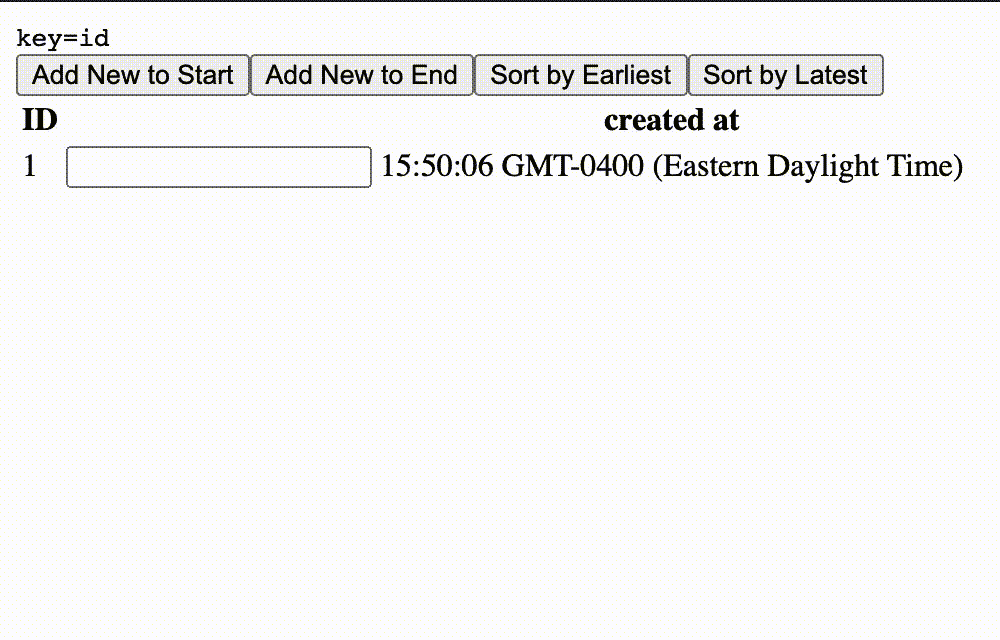 key=id
Add New to Start Add New to End Sort by Earliest Sort by Latest
ID created at
1 15:50:06 GMT-0400 (Eastern Daylight Time)